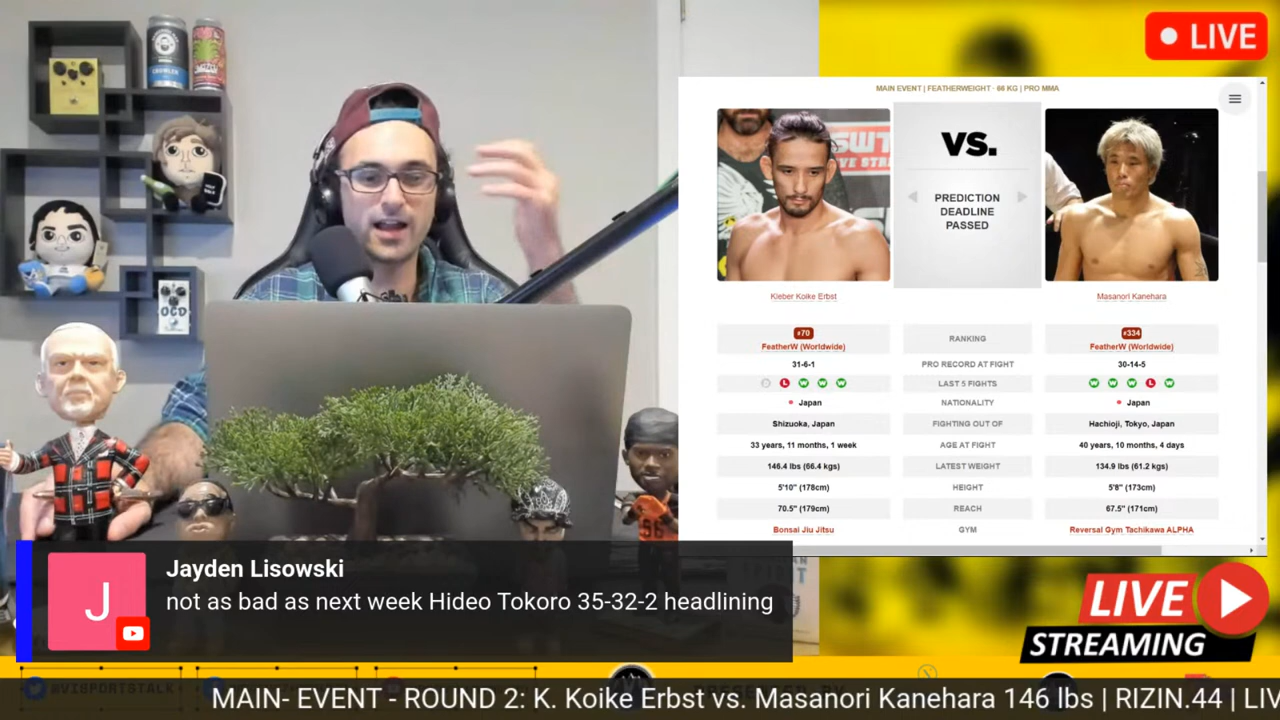 LIVE
MAIN EVENT | FEATHERWEIGHT · 66 KG | PRO MMA
VS.
PREDICTION
DEADLINE
PASSED
Kleber Koike Erbst
Masanori Kanehara
#70
FeatherW (Worldwide)
RANKING
#334
FeatherW (Worldwide)
31-6-1
PRO RECORD AT FIGHT
30-14-5
L W W W
LAST 5 FIGHTS
W W W L W
Japan
NATIONALITY
Japan
Shizuoka, Japan
FIGHTING OUT OF
Hachioji, Tokyo, Japan
33 years, 11 months, 1 week
AGE AT FIGHT
40 years, 10 months, 4 days
146.4 lbs (66.4 kgs)
LATEST WEIGHT
134.9 lbs (61.2 kgs)
5'10" (178cm)
HEIGHT
5'8" (173cm)
70.5" (179cm)
REACH
67.5" (171cm)
Bonsai Jiu Jitsu
GYM
Reversal Gym Tachikawa ALPHA
OCD
J
Jayden Lisowski
not as bad as next week Hideo Tokoro 35-32-2 headlining
LIVE
STREAMING
@VISPORTSTALK
MAIN- EVENT - ROUND 2: K. Koike Erbst vs. Masanori Kanehara 146 lbs | RIZIN.44 | LIV